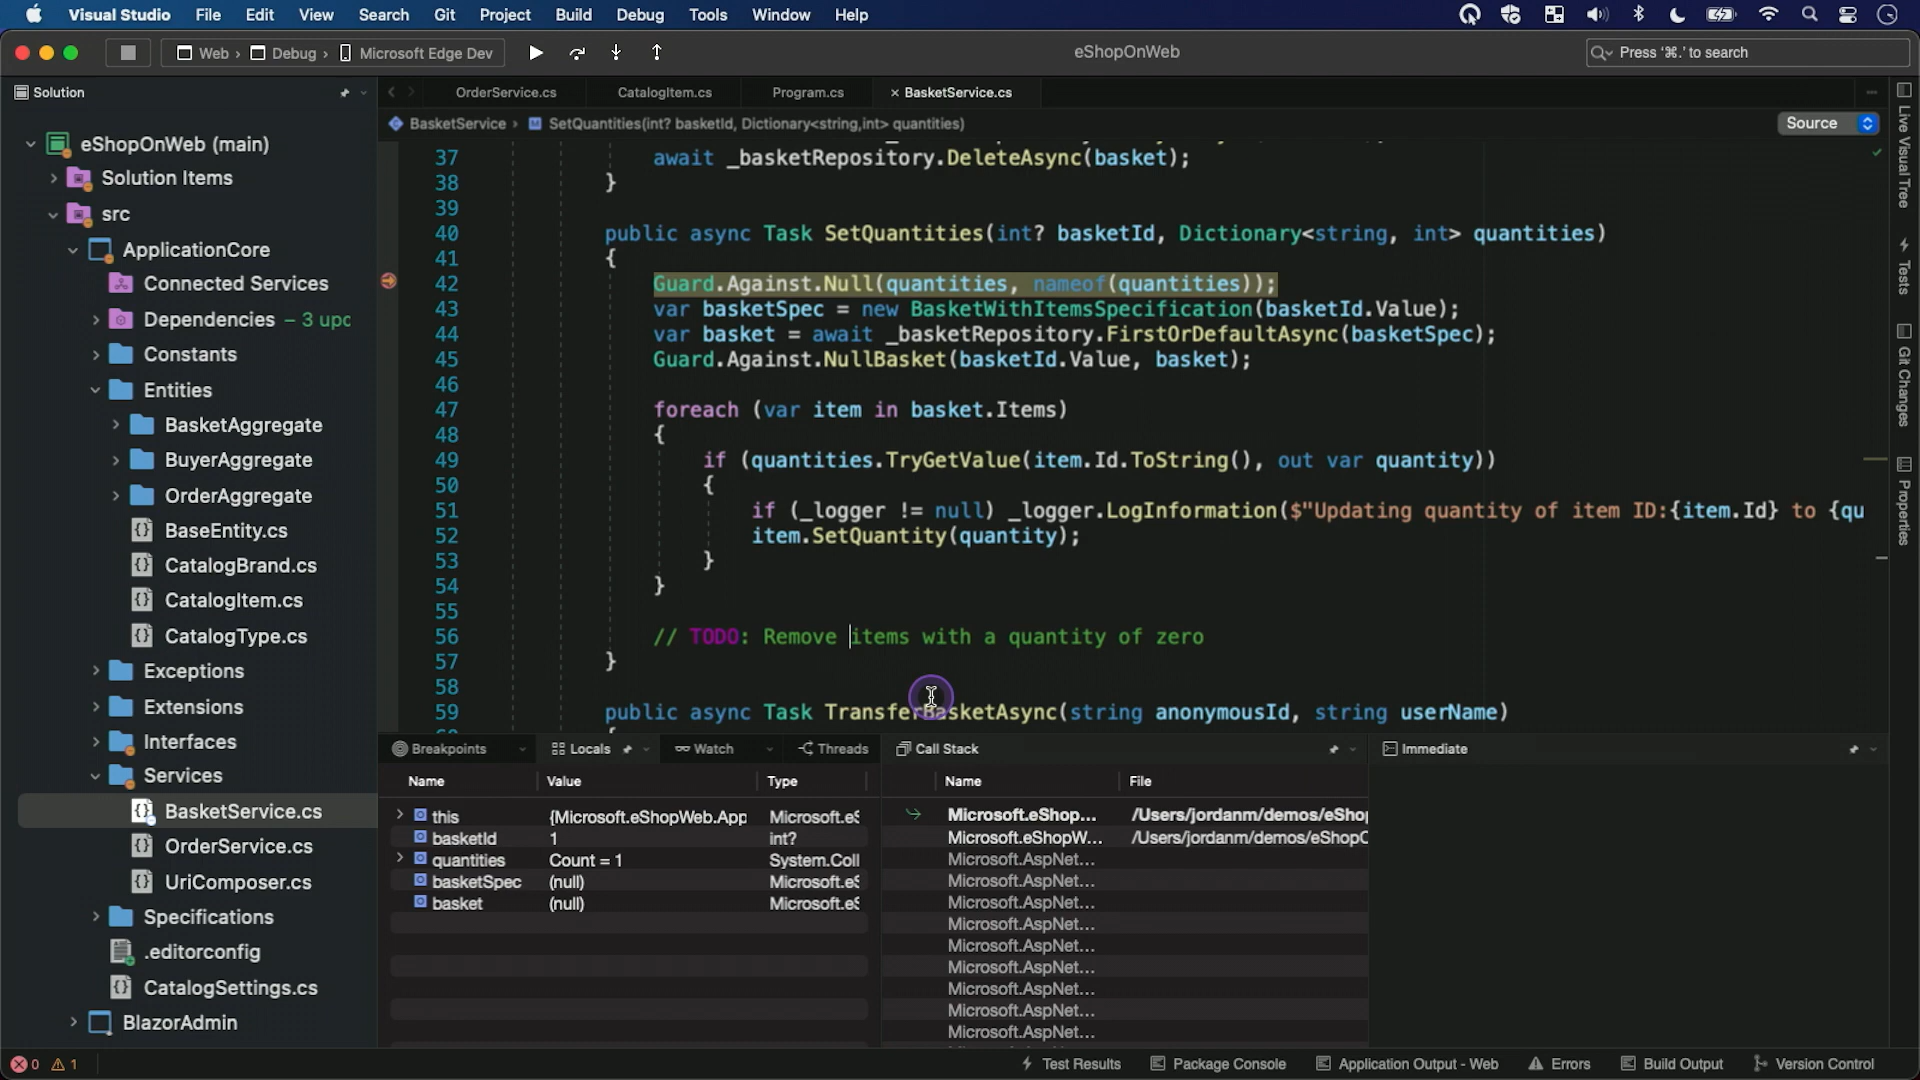 Visual Studio File Edit View Search Git Project Build Debug Tools Window Help
Web › Debug › Microsoft Edge Dev
eShopOnWeb
Press '⌘.' to search
Solution
OrderService.cs CatalogItem.cs Program.cs × BasketService.cs
BasketService › SetQuantities(int? basketId, Dictionary<string,int> quantities)
Source
eShopOnWeb (main)
Solution Items
src
ApplicationCore
Connected Services
Dependencies – 3 upc
Constants
Entities
BasketAggregate
BuyerAggregate
OrderAggregate
BaseEntity.cs
CatalogBrand.cs
CatalogItem.cs
CatalogType.cs
Exceptions
Extensions
Interfaces
Services
BasketService.cs
OrderService.cs
UriComposer.cs
Specifications
.editorconfig
CatalogSettings.cs
BlazorAdmin
37 await _basketRepository.DeleteAsync(basket);
38 }
39
40 public async Task SetQuantities(int? basketId, Dictionary<string, int> quantities)
41 {
42 Guard.Against.Null(quantities, nameof(quantities));
43 var basketSpec = new BasketWithItemsSpecification(basketId.Value);
44 var basket = await _basketRepository.FirstOrDefaultAsync(basketSpec);
45 Guard.Against.NullBasket(basketId.Value, basket);
46
47 foreach (var item in basket.Items)
48 {
49 if (quantities.TryGetValue(item.Id.ToString(), out var quantity))
50 {
51 if (_logger != null) _logger.LogInformation($"Updating quantity of item ID:{item.Id} to {qu
52 item.SetQuantity(quantity);
53 }
54 }
55
56 // TODO: Remove items with a quantity of zero
57 }
58
59 public async Task TransferBasketAsync(string anonymousId, string userName)
Live Visual Tree
Tests
Git Changes
Properties
Breakpoints Locals Watch Threads
Name Value Type
this {Microsoft.eShopWeb.App Microsoft.eS
basketId 1 int?
quantities Count = 1 System.Coll
basketSpec (null) Microsoft.eS
basket (null) Microsoft.eS
Call Stack
Name File
Microsoft.eShop... /Users/jordanm/demos/eShop
Microsoft.eShopW... /Users/jordanm/demos/eShopO
Microsoft.AspNet...
Microsoft.AspNet...
Microsoft.AspNet...
Microsoft.AspNet...
Microsoft.AspNet...
Microsoft.AspNet...
Microsoft.AspNet...
Microsoft.AspNet...
Microsoft.AspNet...
Immediate
0 1
Test Results Package Console Application Output - Web Errors Build Output Version Control